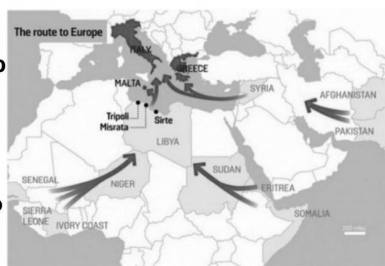 The route to Europe
ITALY
GREECE
MALTA
SYRIA
AFGHANISTAN
Tripoli
Misrata
Sirte
PAKISTAN
LIBYA
SENEGAL
NIGER
SUDAN
ERITREA
SIERRA
LEONE
IVORY COAST
SOMALIA